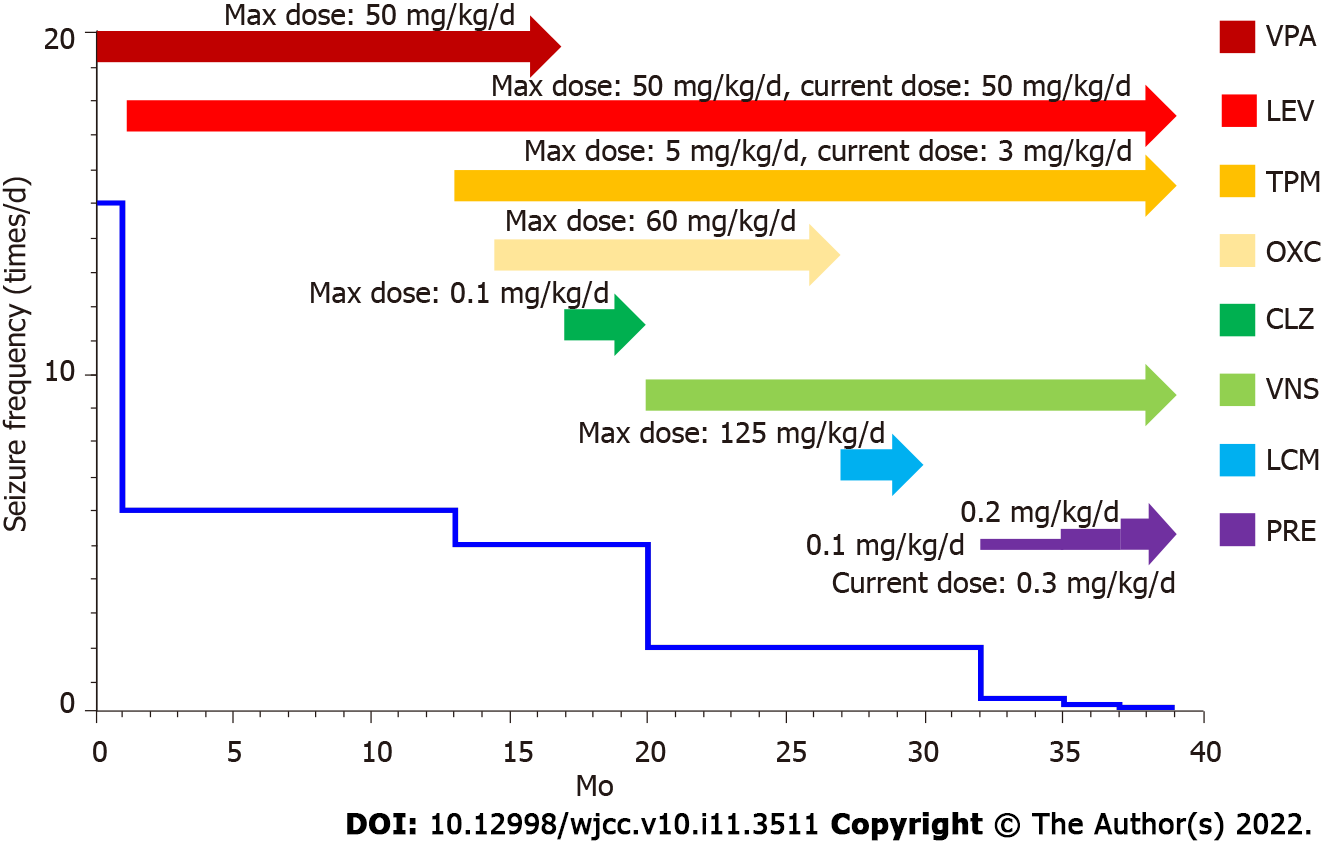 Max dose: 50 mg/kg/d
20
VPA
Max dose: 50 mg/kg/d, current dose: 50 mg/kg/d
LEV
Max dose: 5 mg/kg/d, current dose: 3 mg/kg/d
TPM
Max dose: 60 mg/kg/d
OXC
Max dose: 0.1 mg/kg/d
CLZ
10
VNS
Max dose: 125 mg/kg/d
LCM
0.2 mg/kg/d
PRE
0.1 mg/kg/d
Current dose: 0.3 mg/kg/d
Seizure frequency (times/d)
0
0 5 10 15 20 25 30 35 40
Mo
DOI: 10.12998/wjcc.v10.i11.3511 Copyright © The Author(s) 2022.